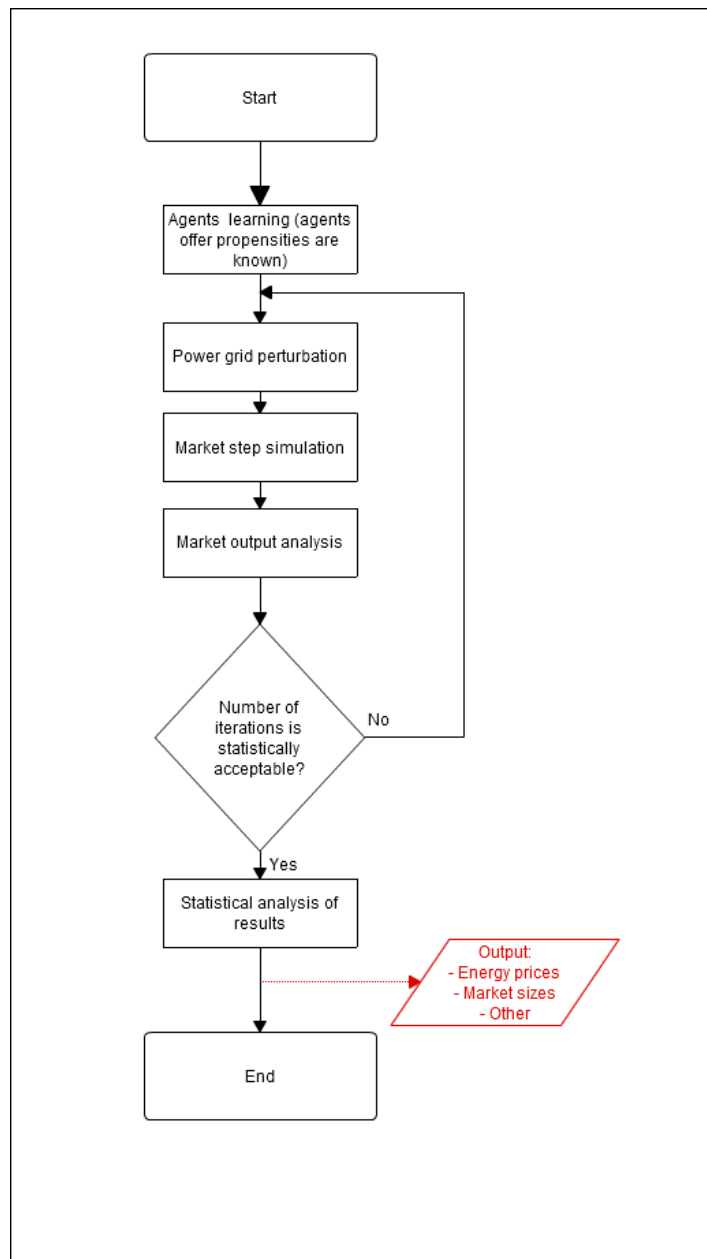 Start
Agents learning (agents
offer propensities are
known)
Power grid perturbation
Market step simulation
Market output analysis
Number of
iterations is
statistically
acceptable?
No
Yes
Statistical analysis of
results
Output:
- Energy prices
- Market sizes
- Other
End